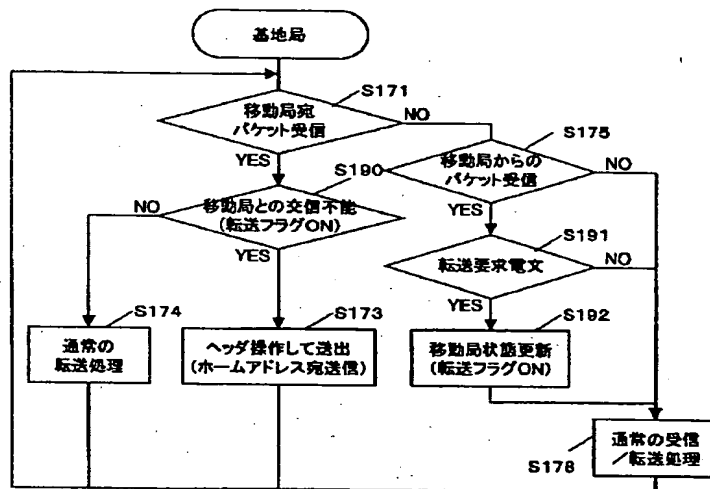 基地局
S171
移動局宛
パケット受信
NO
YES
S175
移動局からの
パケット受信
NO
YES
S190
移動局との交信不能
(転送フラグON)
NO
YES
S191
転送要求電文
NO
YES
S174
通常の
転送処理
S173
ヘッダ操作して送出
(ホームアドレス宛送信)
S192
移動局状態更新
(転送フラグON)
S178
通常の受信
/転送処理